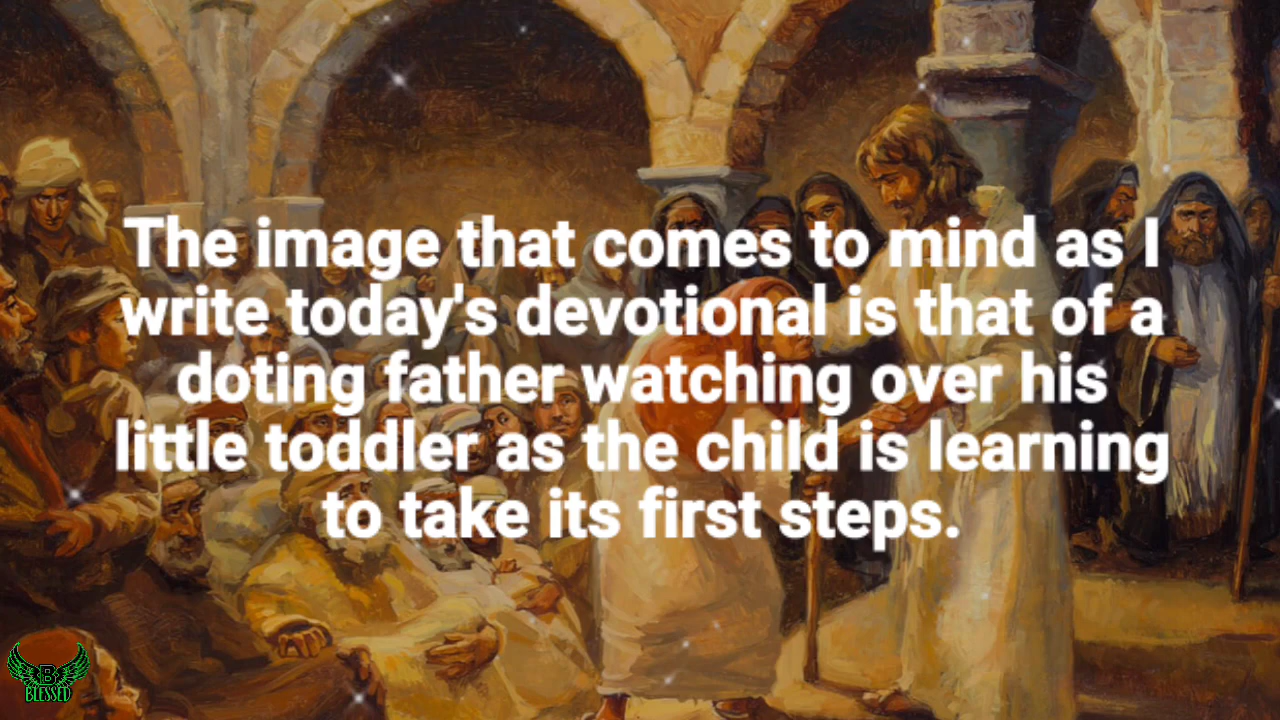 The image that comes to mind as I
write today's devotional is that of a
doting father watching over his
little toddler as the child is learning
to take its first steps.
B
BLESSED